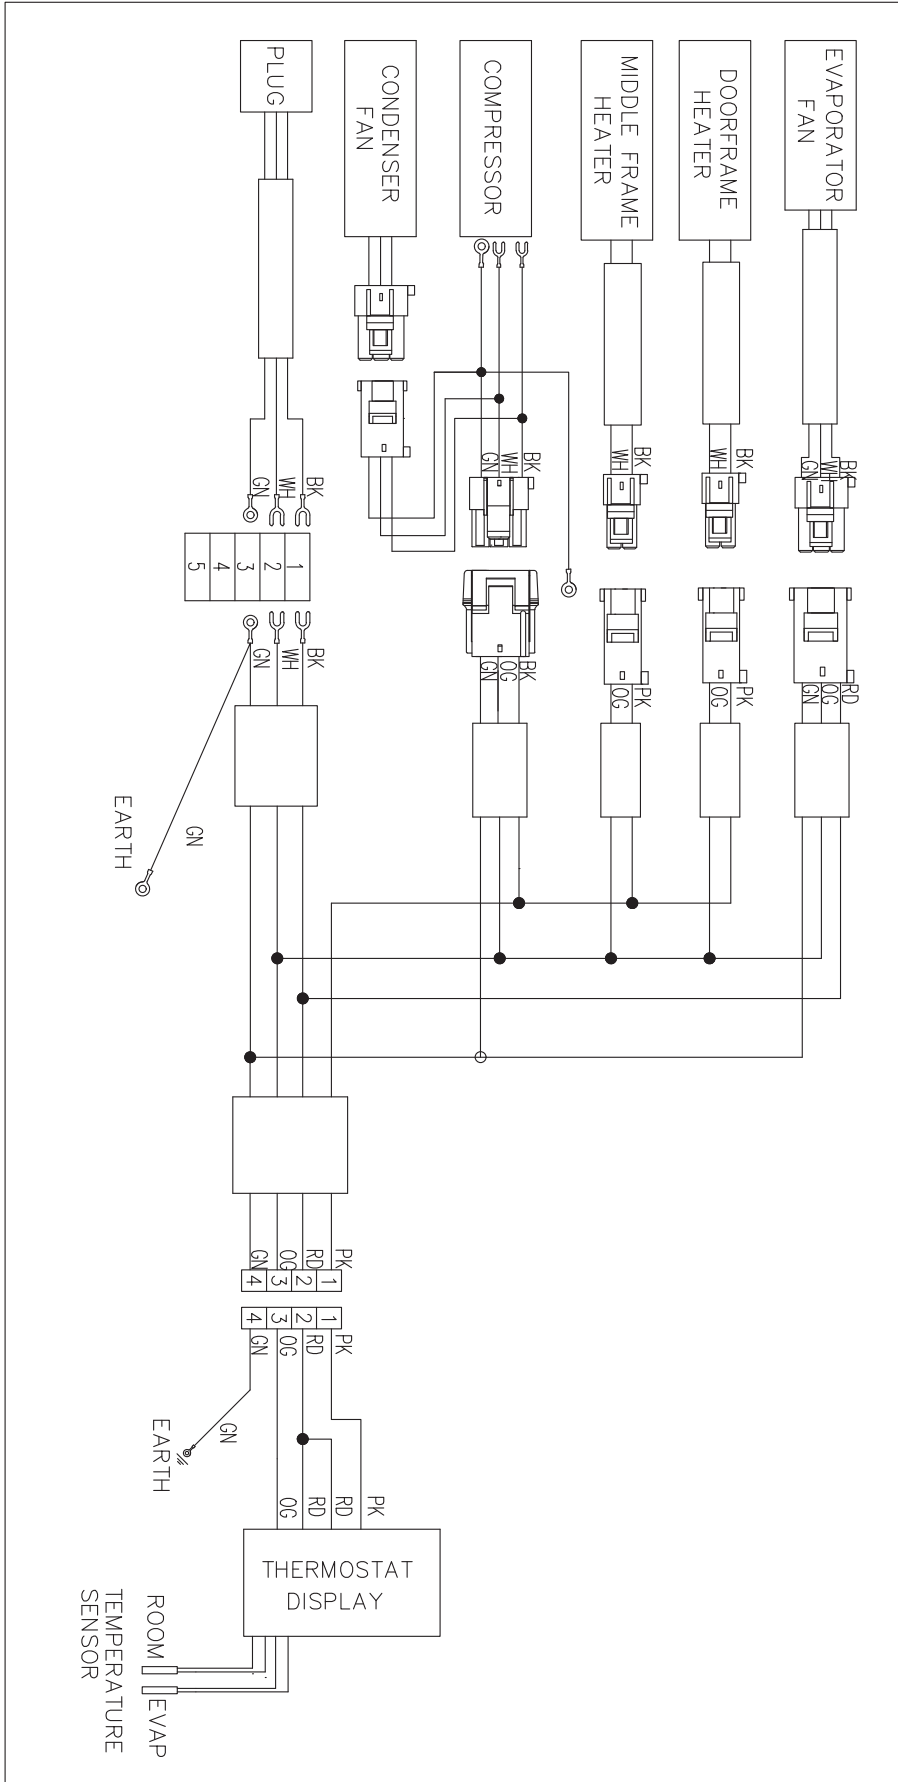 PLUG
CONDENSER
FAN
COMPRESSOR
MIDDLE FRAME
HEATER
DOORFRAME
HEATER
EVAPORATOR
FAN
GN
WH
BK
GN
WH
BK
WH
BK
WH
BK
GN
WH
BK
5
4
3
2
1
GN
WH
BK
GN
OG
BK
OG
PK
OG
PK
GN
OG
RD
EARTH
GN
GN
OG
RD
PK
4
3
2
1
4
3
2
1
GN
OG
RD
PK
EARTH
GN
OG
RD
RD
PK
THERMOSTAT
DISPLAY
ROOM
EVAP
TEMPERATURE
SENSOR